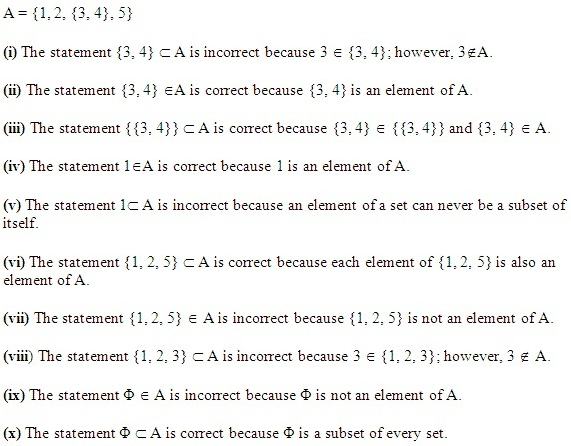 A = {1, 2, {3, 4}, 5}
(i) The statement {3, 4} ⊂ A is incorrect because 3 ∈ {3, 4}; however, 3∉A.
(ii) The statement {3, 4} ∈A is correct because {3, 4} is an element of A.
(iii) The statement {{3, 4}} ⊂ A is correct because {3, 4} ∈ {{3, 4}} and {3, 4} ∈ A.
(iv) The statement 1∈A is correct because 1 is an element of A.
(v) The statement 1⊂ A is incorrect because an element of a set can never be a subset of
itself.
(vi) The statement {1, 2, 5} ⊂ A is correct because each element of {1, 2, 5} is also an
element of A.
(vii) The statement {1, 2, 5} ∈ A is incorrect because {1, 2, 5} is not an element of A.
(viii) The statement {1, 2, 3} ⊂ A is incorrect because 3 ∈ {1, 2, 3}; however, 3 ∉ A.
(ix) The statement Φ ∈ A is incorrect because Φ is not an element of A.
(x) The statement Φ ⊂ A is correct because Φ is a subset of every set.